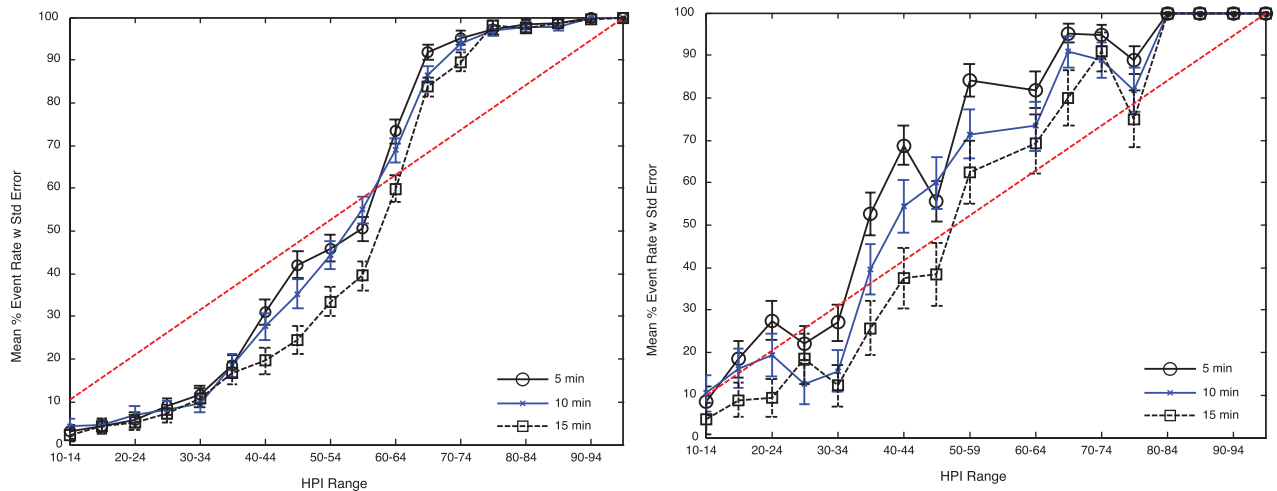 100
90
80
70
60
50
40
30
20
10
0
Mean % Event Rate w Std Error
10-14 20-24 30-34 40-44 50-54 60-64 70-74 80-84 90-94
HPI Range
5 min
10 min
15 min
100
90
80
70
60
50
40
30
20
10
0
Mean % Event Rate w Std Error
10-14 20-24 30-34 40-44 50-59 60-64 70-74 80-84 90-94
HPI Range
5 min
10 min
15 min